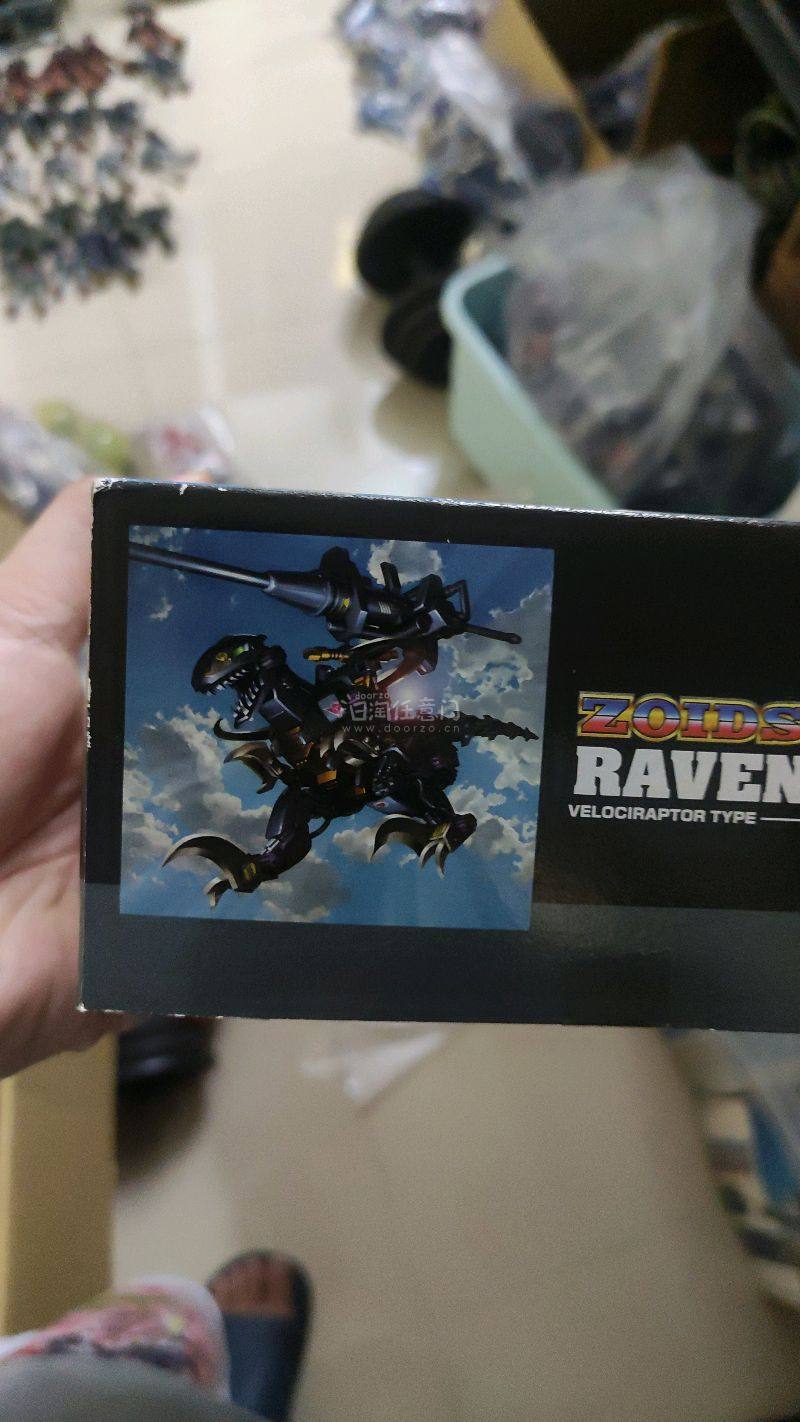 doorzo
日淘任意门
www.doorzo.cn
ZOIDS
RAVEN
VELOCIRAPTOR TYPE